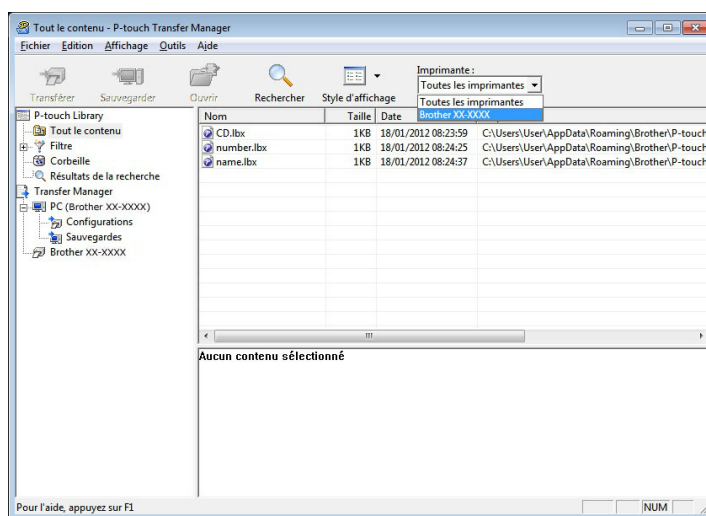 Tout le contenu - P-touch Transfer Manager
Fichier Edition Affichage Outils Aide
Transférer Sauvegarder Ouvrir Rechercher Style d'affichage
Imprimante :
Toutes les imprimantes
Toutes les imprimantes
Brother XX-XXXX
P-touch Library
Tout le contenu
Filtre
Corbeille
Résultats de la recherche
Transfer Manager
PC (Brother XX-XXXX)
Configurations
Sauvegardes
Brother XX-XXXX
Nom Taille Date
CD.lbx 1KB 18/01/2012 08:23:59 C:\Users\User\AppData\Roaming\Brother\P-touch
number.lbx 1KB 18/01/2012 08:24:25 C:\Users\User\AppData\Roaming\Brother\P-touch
name.lbx 1KB 18/01/2012 08:24:37 C:\Users\User\AppData\Roaming\Brother\P-touch
Aucun contenu sélectionné
Pour l'aide, appuyez sur F1
NUM